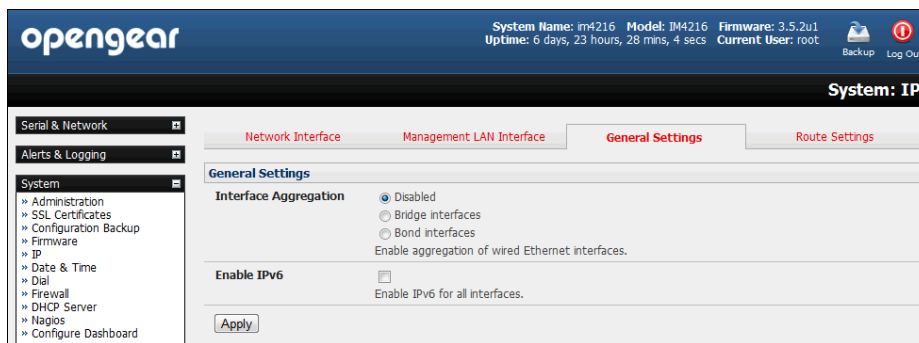 opengear
System Name: im4216 Model: IM4216 Firmware: 3.5.2u1
Uptime: 6 days, 23 hours, 28 mins, 4 secs Current User: root
Backup
Log Ou
System: IP
Serial & Network
Alerts & Logging
System
» Administration
» SSL Certificates
» Configuration Backup
» Firmware
» IP
» Date & Time
» Dial
» Firewall
» DHCP Server
» Nagios
» Configure Dashboard
Network Interface
Management LAN Interface
General Settings
Route Settings
General Settings
Interface Aggregation
Disabled
Bridge interfaces
Bond interfaces
Enable aggregation of wired Ethernet interfaces.
Enable IPv6
Enable IPv6 for all interfaces.
Apply